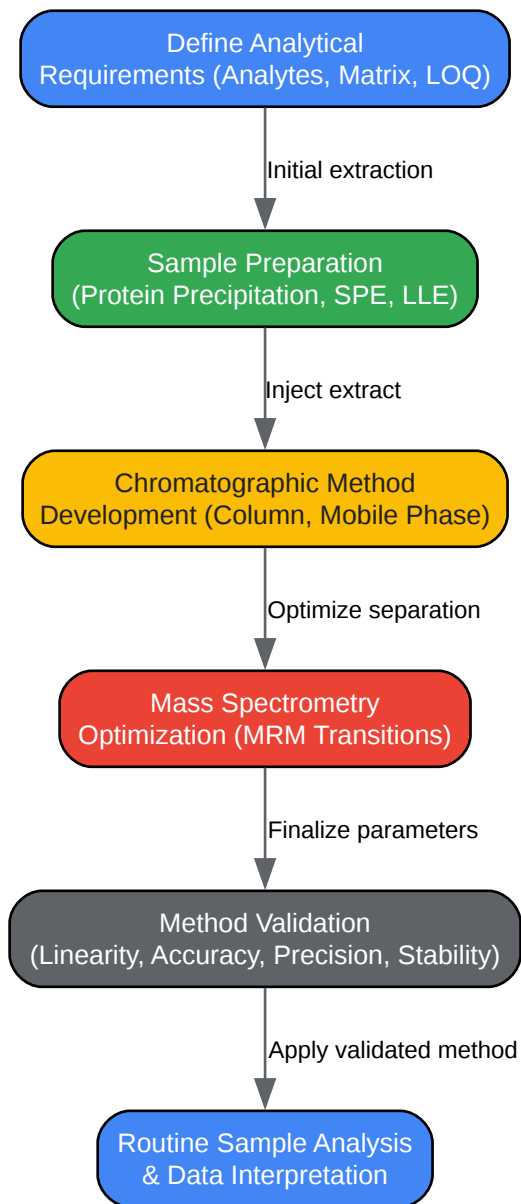 Define Analytical
Requirements (Analytes, Matrix, LOQ)
Initial extraction
Sample Preparation
(Protein Precipitation, SPE, LLE)
Inject extract
Chromatographic Method
Development (Column, Mobile Phase)
Optimize separation
Mass Spectrometry
Optimization (MRM Transitions)
Finalize parameters
Method Validation
(Linearity, Accuracy, Precision, Stability)
Apply validated method
Routine Sample Analysis
& Data Interpretation